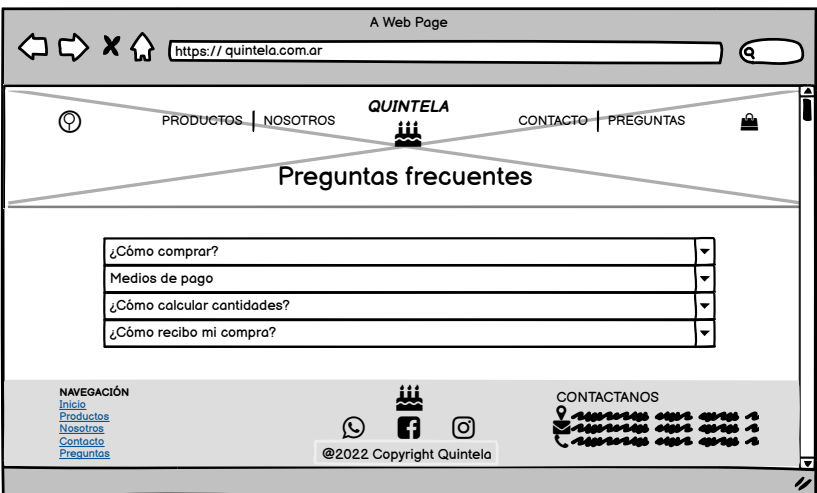 A Web Page
https:// quintela.com.ar
QUINTELA
PRODUCTOS | NOSOTROS
CONTACTO | PREGUNTAS
Preguntas frecuentes
¿Cómo comprar?
Medios de pago
¿Cómo calcular cantidades?
¿Cómo recibo mi compra?
NAVEGACIÓN
Inicio
Productos
Nosotros
Contacto
Preguntas
@2022 Copyright Quintela
CONTACTANOS